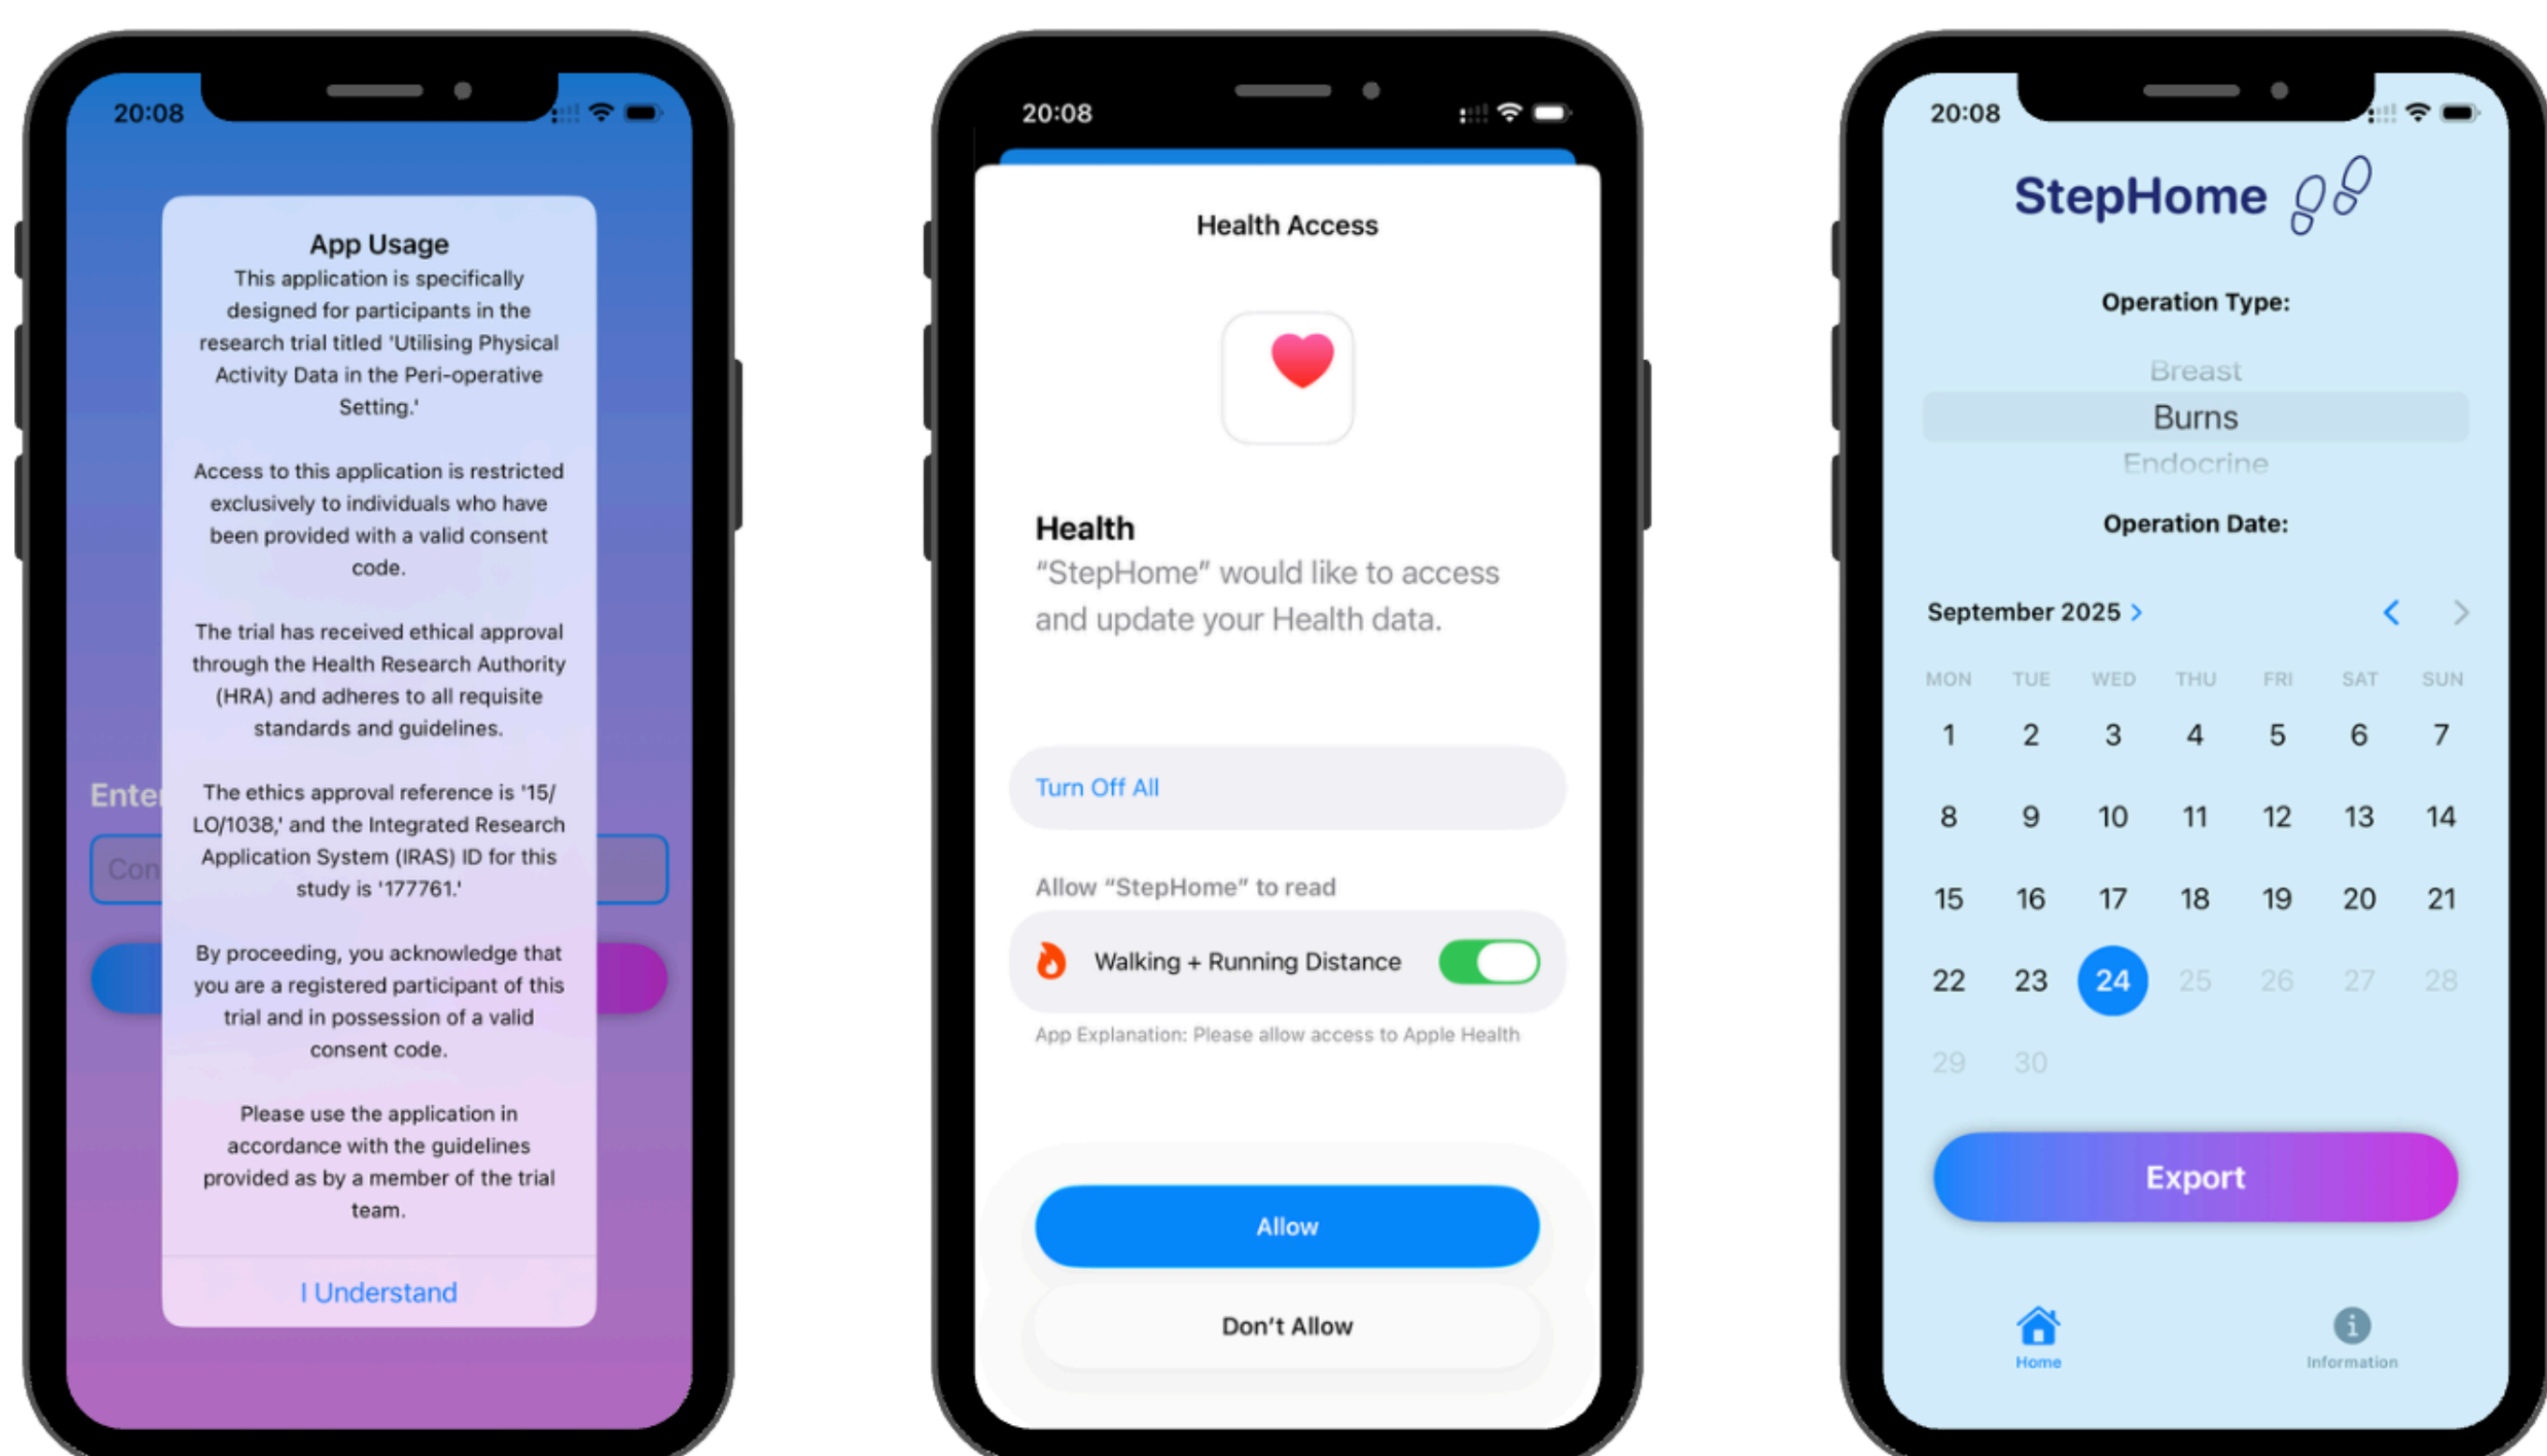 20:08
App Usage
This application is specifically
designed for participants in the
research trial titled 'Utilising Physical
Activity Data in the Peri-operative
Setting.'
Access to this application is restricted
exclusively to individuals who have
been provided with a valid consent
code.
The trial has received ethical approval
through the Health Research Authority
(HRA) and adheres to all requisite
standards and guidelines.
The ethics approval reference is '15/
LO/1038,' and the Integrated Research
Application System (IRAS) ID for this
study is '177761.'
By proceeding, you acknowledge that
you are a registered participant of this
trial and in possession of a valid
consent code.
Please use the application in
accordance with the guidelines
provided as by a member of the trial
team.
I Understand
Enter
Con
20:08
Health Access
Health
“StepHome” would like to access
and update your Health data.
Turn Off All
Allow “StepHome” to read
Walking + Running Distance
App Explanation: Please allow access to Apple Health
Allow
Don’t Allow
20:08
StepHome
Operation Type:
Breast
Burns
Endocrine
Operation Date:
September 2025 >
MON TUE WED THU FRI SAT SUN
1 2 3 4 5 6 7
8 9 10 11 12 13 14
15 16 17 18 19 20 21
22 23 24 25 26 27 28
29 30
Export
Home Information